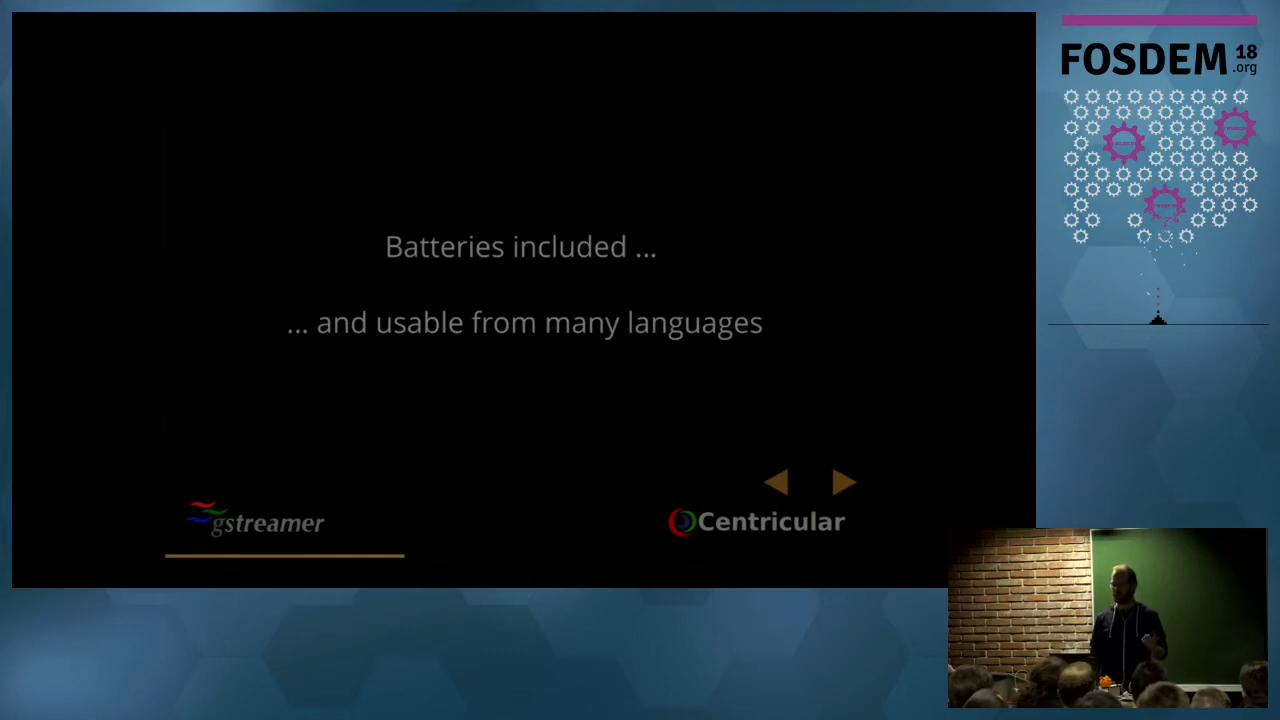 Batteries included ...
... and usable from many languages
gstreamer
Centricular
FOSDEM 18
.org